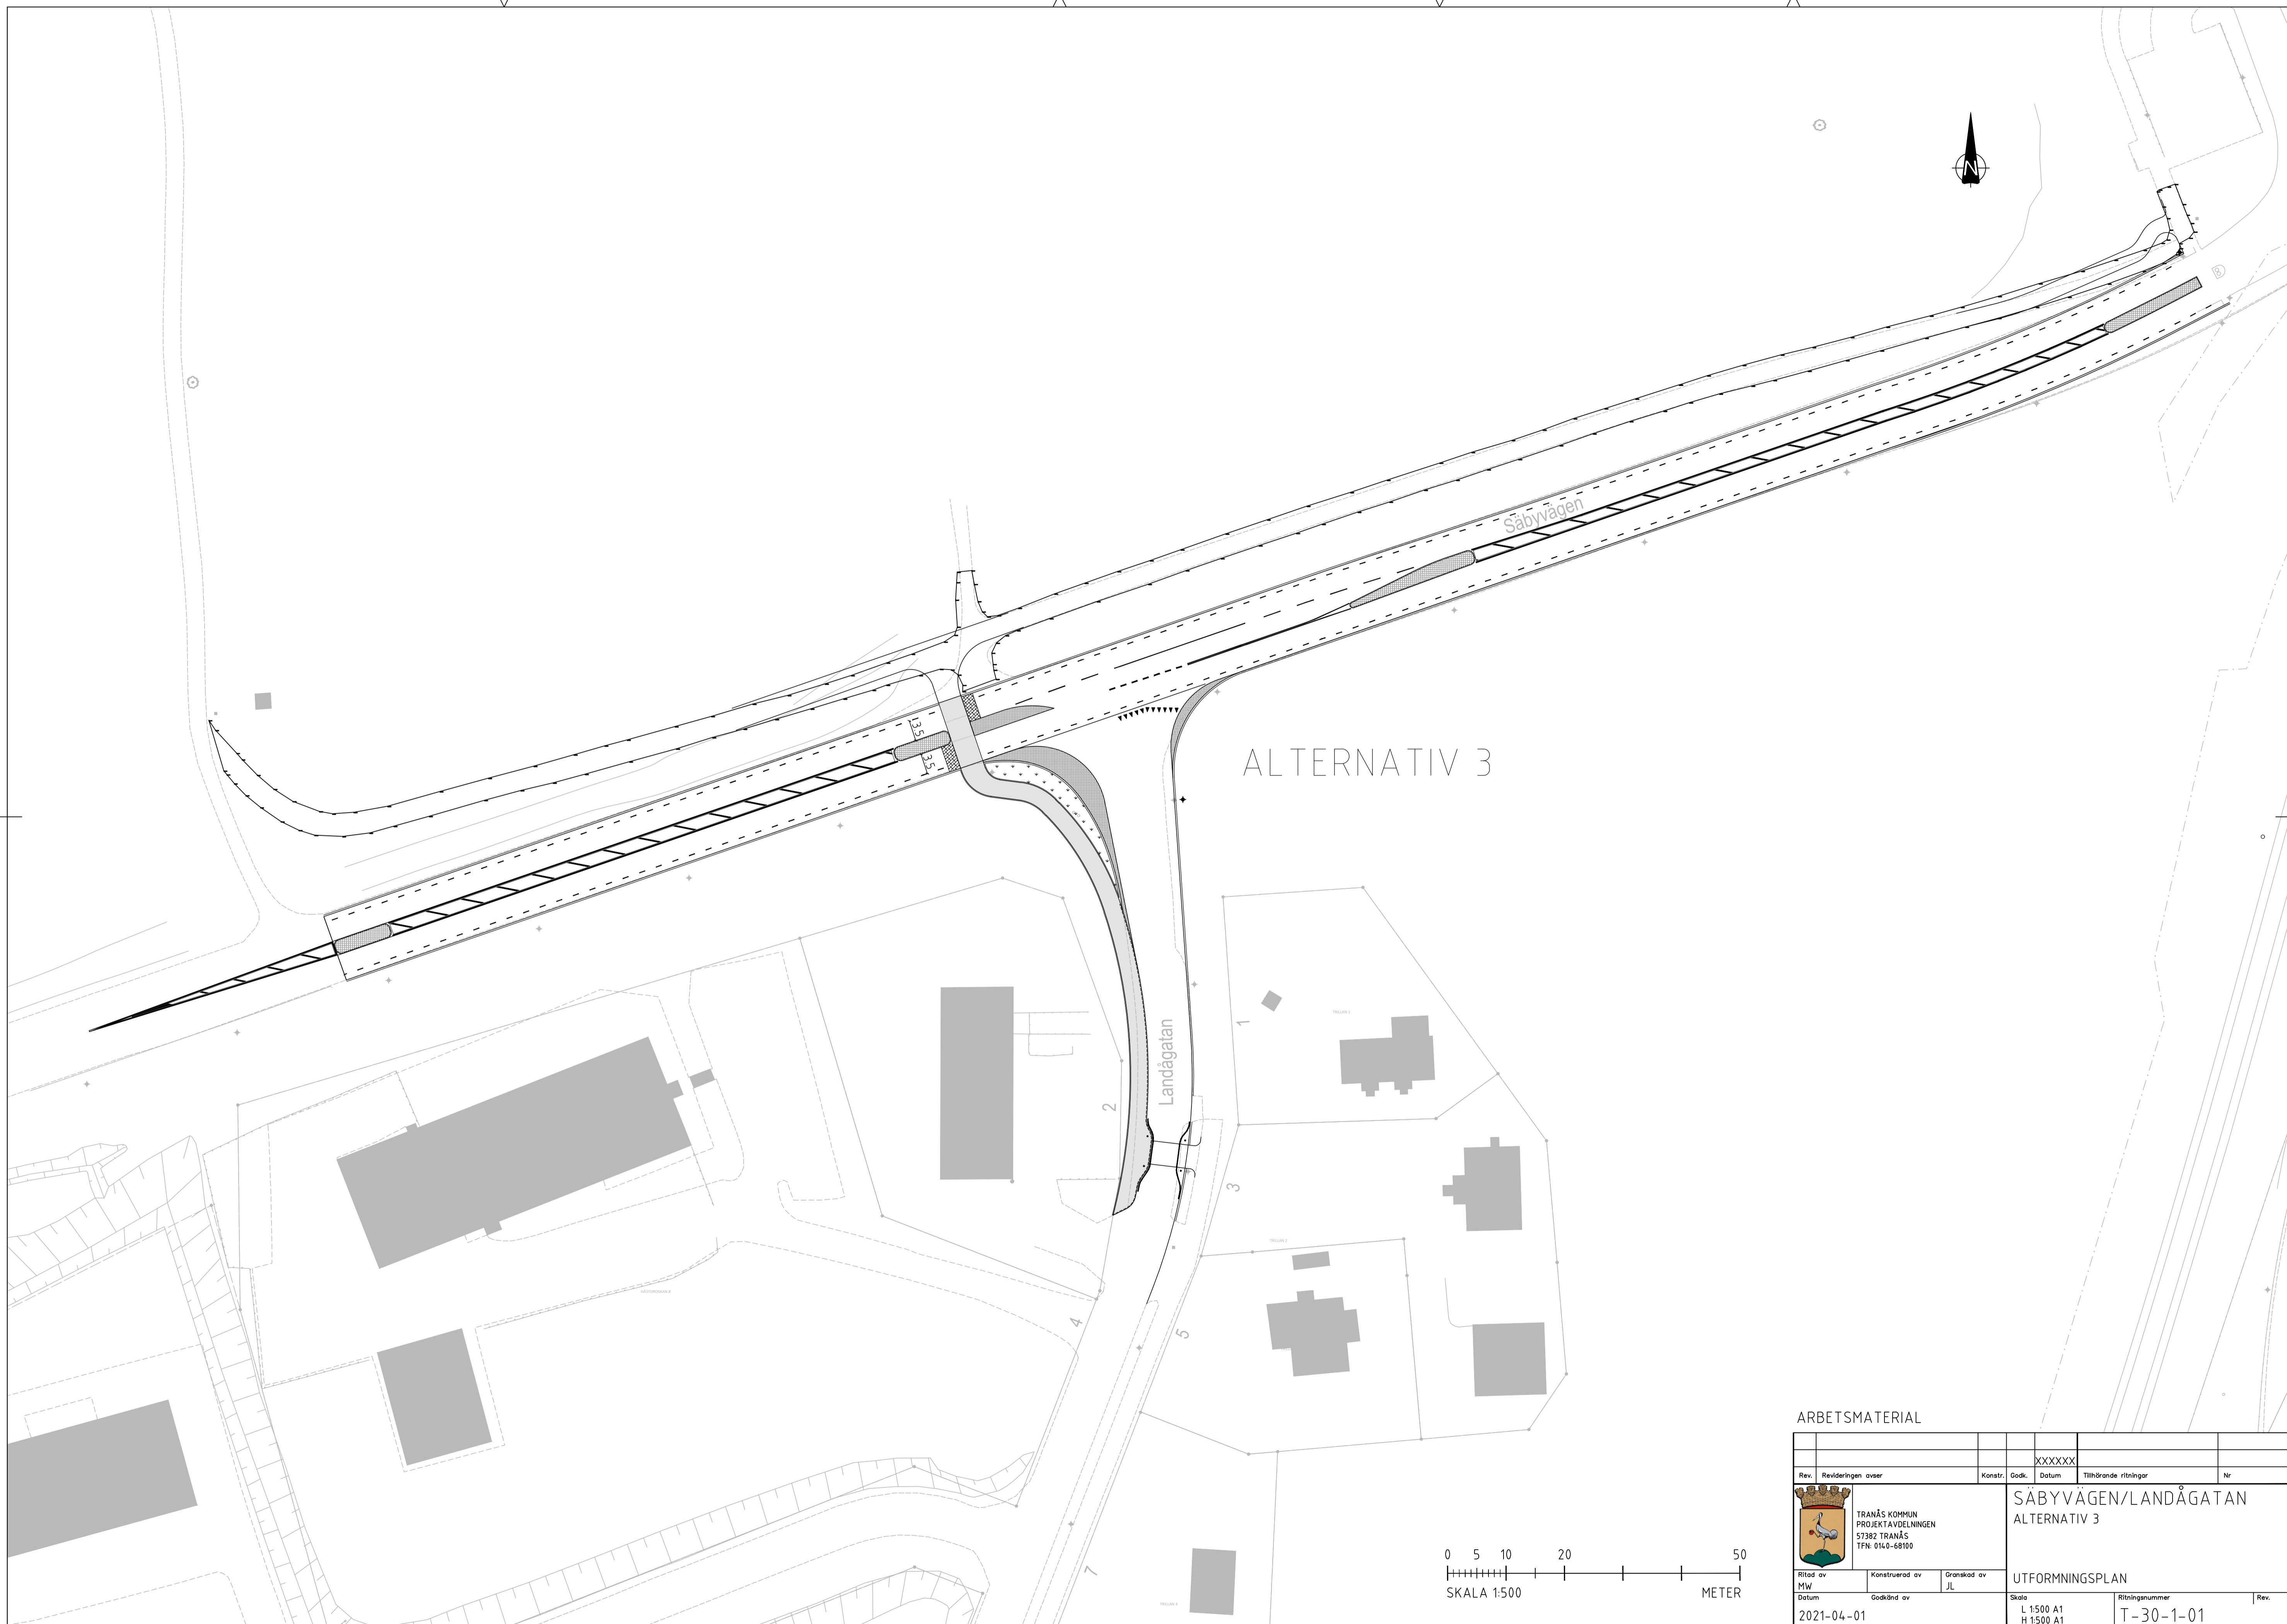 N
Säbyvägen
3.5
3.5
ALTERNATIV 3
Landågatan
1
2
3
4
5
7
ARBETSMATERIAL
XXXXXX
Rev. Revideringen avser Konstr. Godk. Datum Tillhörande ritningar Nr
TRANÅS KOMMUN
PROJEKTAVDELNINGEN
57382 TRANÅS
TFN: 0140-68100
SÄBYVÄGEN/LANDÅGATAN
ALTERNATIV 3
UTFORMNINGSPLAN
Ritad av Konstruerad av Granskad av
MW JL
Datum Godkänd av
2021-04-01
Skala Ritningsnummer Rev.
L 1:500 A1
H 1:500 A1
T-30-1-01
0 5 10 20 50
SKALA 1:500 METER